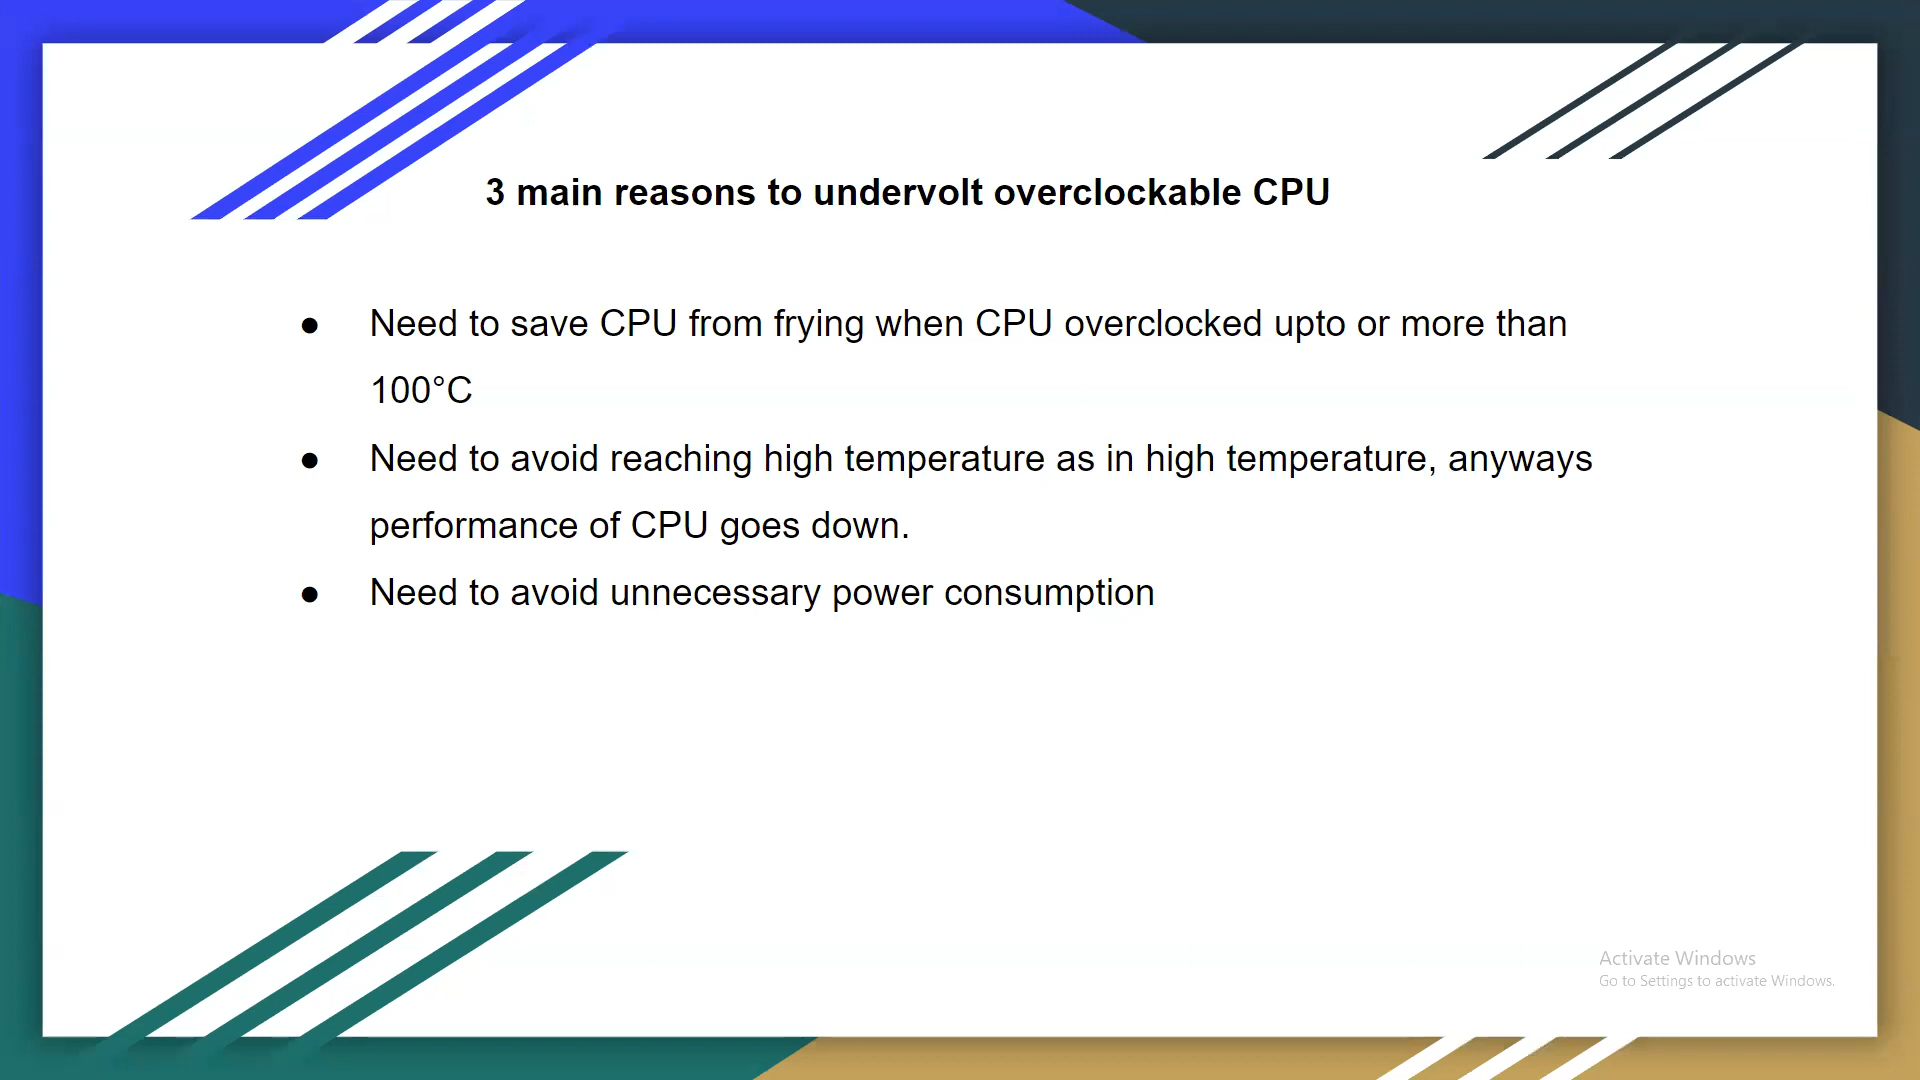 3 main reasons to undervolt overclockable CPU
● Need to save CPU from frying when CPU overclocked upto or more than
100°C
● Need to avoid reaching high temperature as in high temperature, anyways
performance of CPU goes down.
● Need to avoid unnecessary power consumption
Activate Windows
Go to Settings to activate Windows.